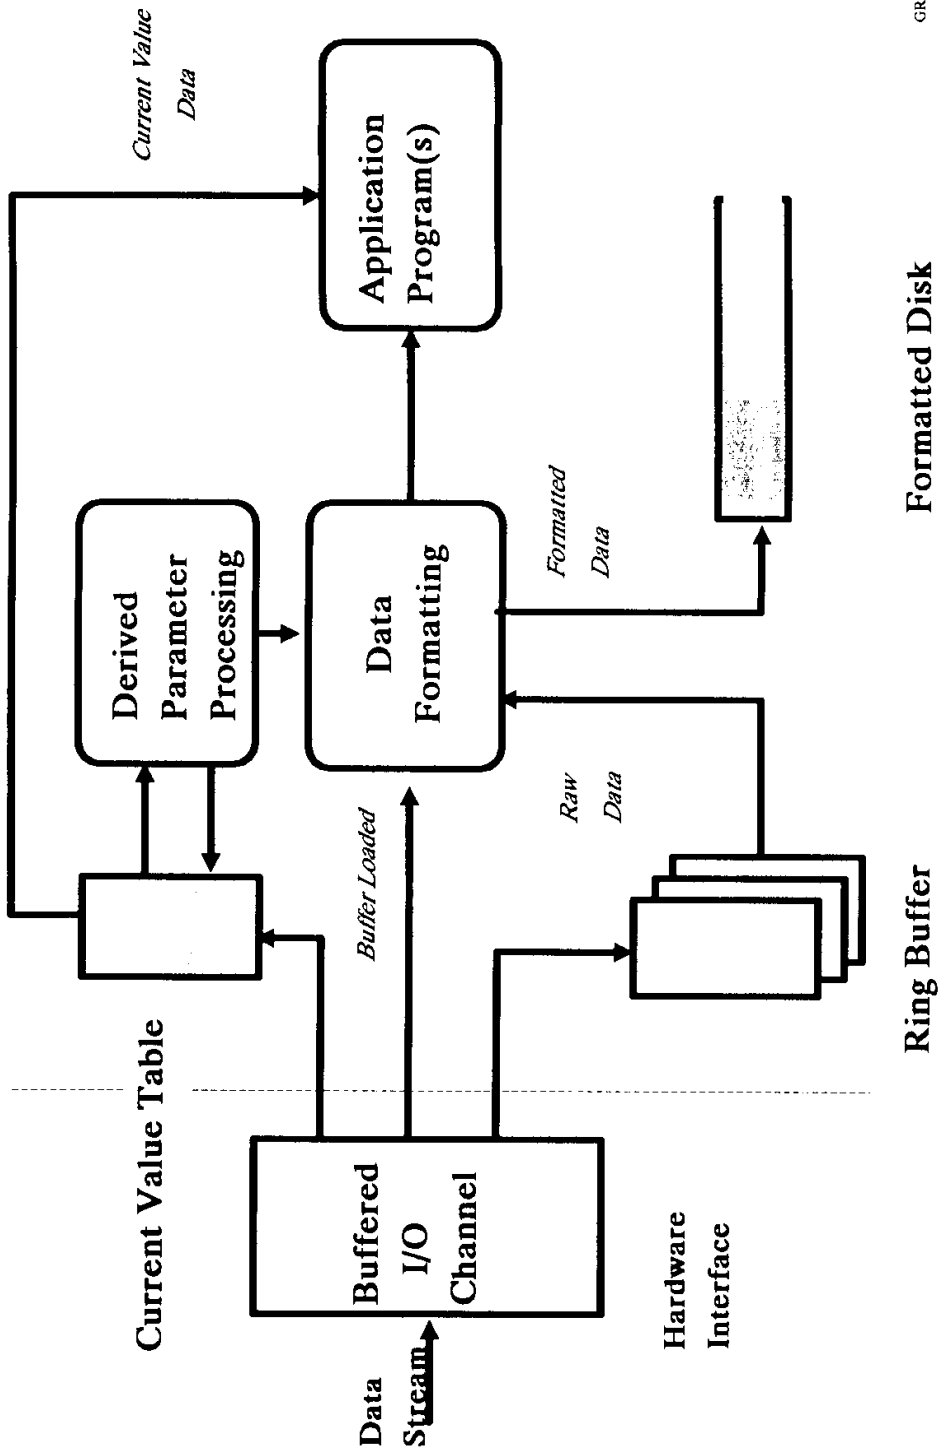 Data
Stream
Buffered
I/O
Channel
Hardware
Interface
Current Value Table
Ring Buffer
Buffer Loaded
Raw
Data
Derived
Parameter
Processing
Data
Formatting
Formatted
Data
Current Value
Data
Application
Program(s)
Formatted Disk
GR